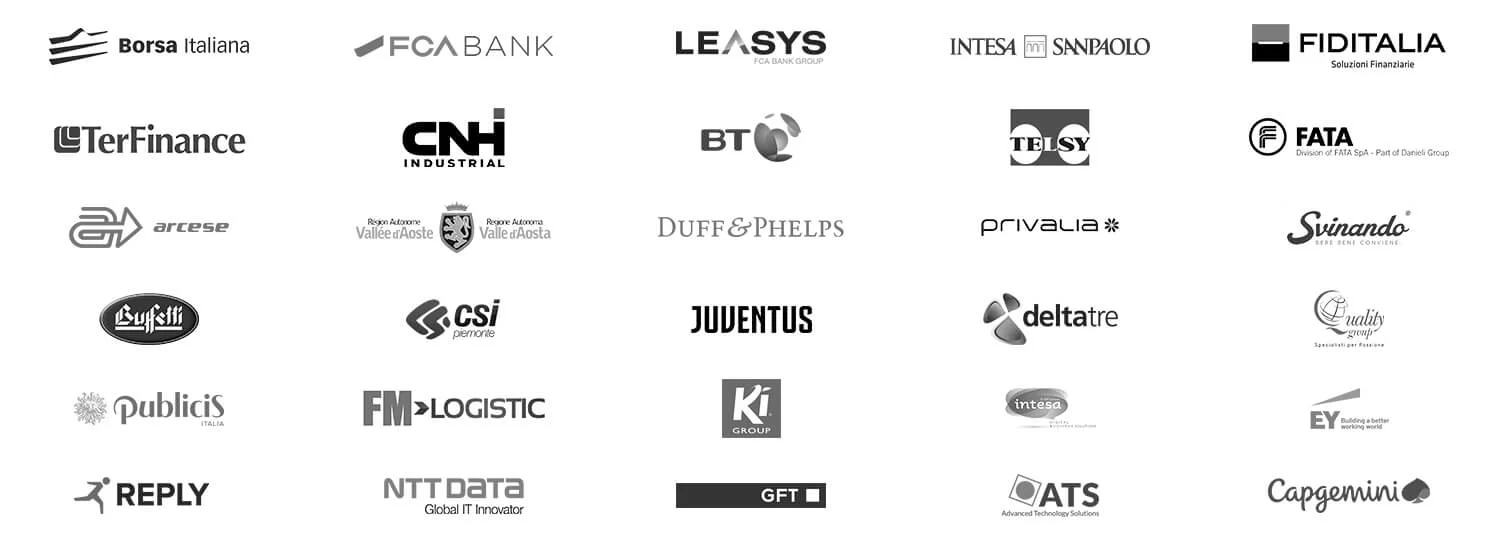 Borsa Italiana
FCA BANK
LEASYS
FCA BANK GROUP
INTESA SANPAOLO
FIDITALIA
Soluzioni Finanziarie
TerFinance
CNH
INDUSTRIAL
BT
TELSY
FATA
Division of FATA SpA - Part of Danieli Group
arcese
Région Autonome
Vallée d'Aoste
Regione Autonoma
Valle d'Aosta
DUFF&PHELPS
PRIVALIA
Svinando®
BERE BENE CONVIENE.
Buffetti
CSi
piemonte
JUVENTUS
deltatre
Quality
group
Specialisti per Passione
publicis
ITALIA
FM>LOGISTIC
Ki
GROUP
intesa
EY
Building a better
working world
REPLY
NTT DATA
Global IT Innovator
GFT
ATS
Advanced Technology Solutions
Capgemini